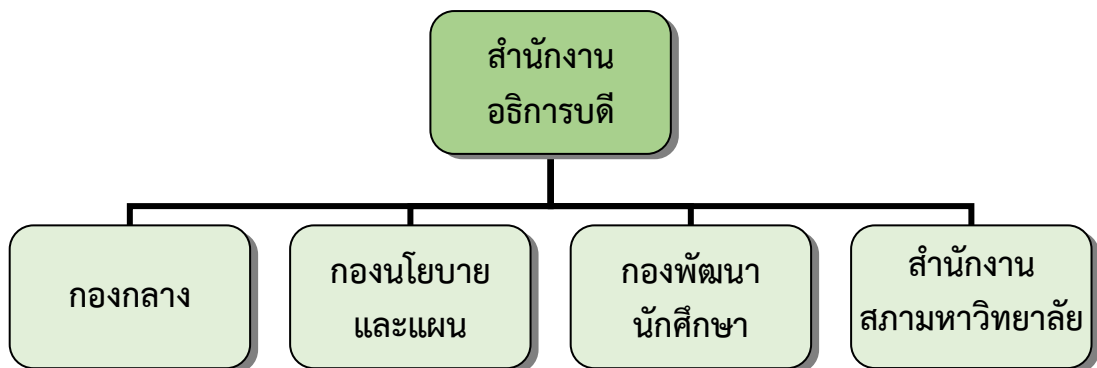 สำนักงาน
อธิการบดี
กองกลาง
กองนโยบาย
และแผน
กองพัฒนา
นักศึกษา
สำนักงาน
สภามหาวิทยาลัย